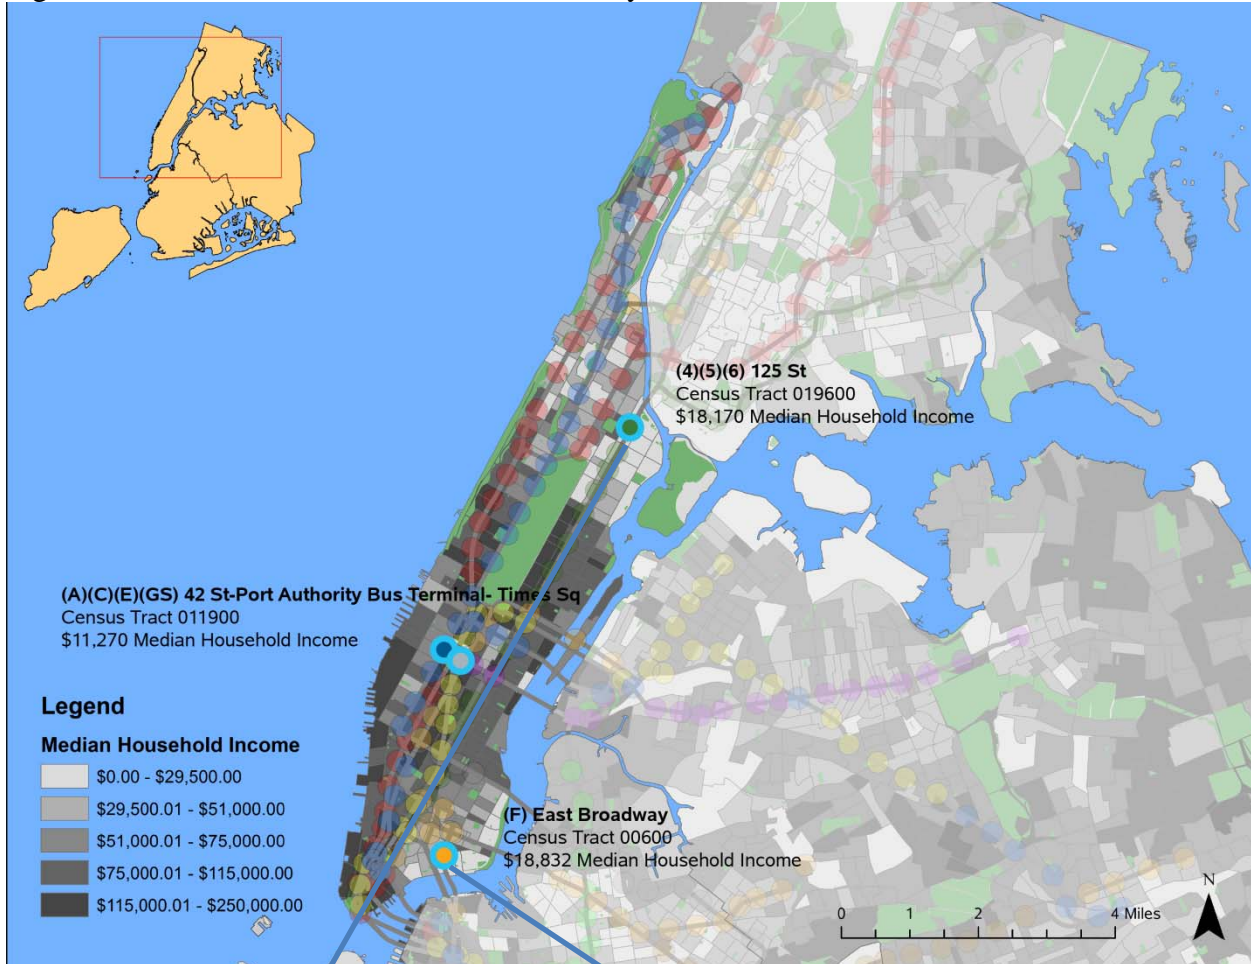 (4)(5)(6) 125 St
Census Tract 019600
$18,170 Median Household Income
(A)(C)(E)(GS) 42 St-Port Authority Bus Terminal- Times Sq
Census Tract 011900
$11,270 Median Household Income
Legend
Median Household Income
$0.00 - $29,500.00
$29,500.01 - $51,000.00
$51,000.01 - $75,000.00
$75,000.01 - $115,000.00
$115,000.01 - $250,000.00
(F) East Broadway
Census Tract 00600
$18,832 Median Household Income
N
0 1 2 4 Miles